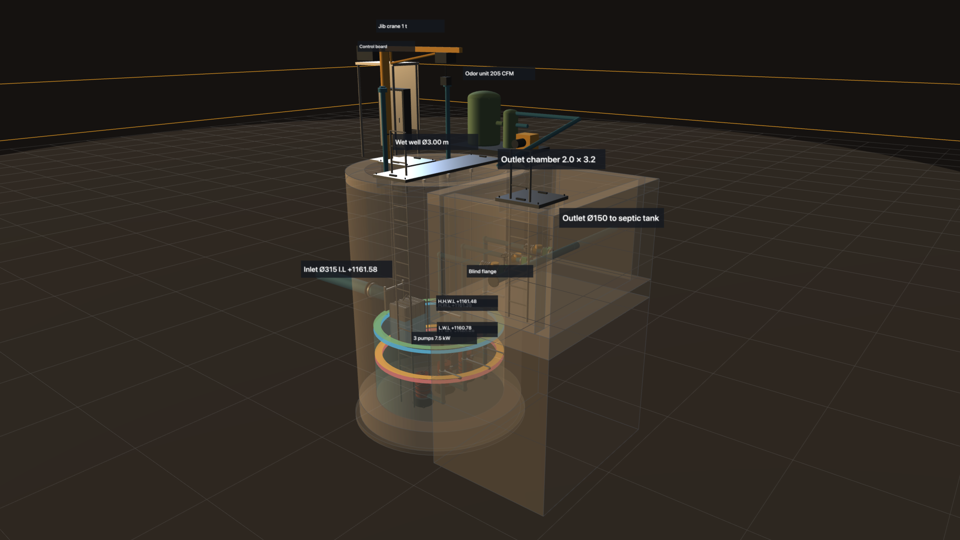 Jib crane 1 t
Control board
Odor unit 205 CFM
Wet well Ø3.00 m
Outlet chamber 2.0 × 3.2
Outlet Ø150 to septic tank
Inlet Ø315 I.L +1161.58
Blind flange
H.H.W.L +1161.48
L.W.L +1160.78
3 pumps 7.5 kW